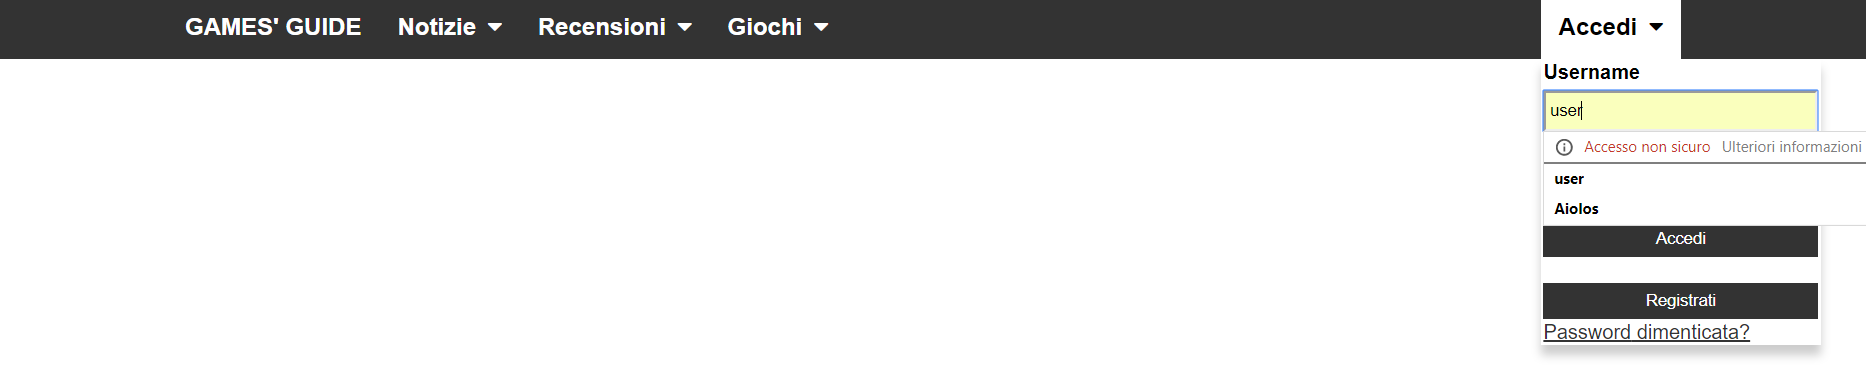 GAMES' GUIDE Notizie Recensioni Giochi Accedi
Username
user
Accesso non sicuro Ulteriori informazioni
user
Aiolos
Accedi
Registrati
Password dimenticata?